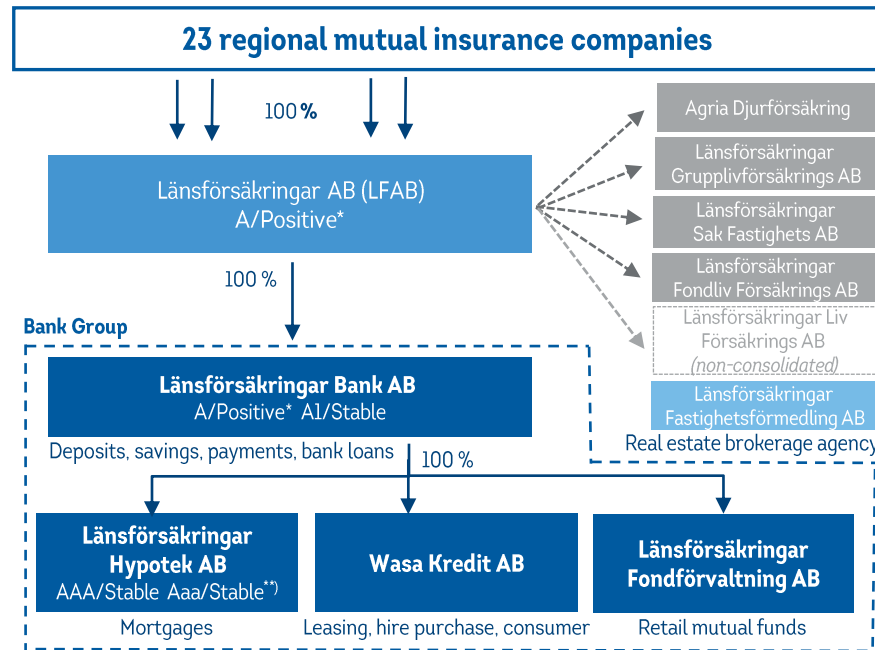 23 regional mutual insurance companies
100 %
Länsförsäkringar AB (LFAB)
A/Positive*
Agria Djurförsäkring
Länsförsäkringar
Grupplivförsäkrings AB
Länsförsäkringar
Sak Fastighets AB
Länsförsäkringar
Fondliv Försäkrings AB
Länsförsäkringar Liv
Försäkrings AB
(non-consolidated)
Länsförsäkringar
Fastighetsförmedling AB
Real estate brokerage agency
100 %
Bank Group
Länsförsäkringar Bank AB
A/Positive* A1/Stable
Deposits, savings, payments, bank loans
100 %
Länsförsäkringar
Hypotek AB
AAA/Stable Aaa/Stable**)
Mortgages
Wasa Kredit AB
Leasing, hire purchase, consumer
Länsförsäkringar
Fondförvaltning AB
Retail mutual funds